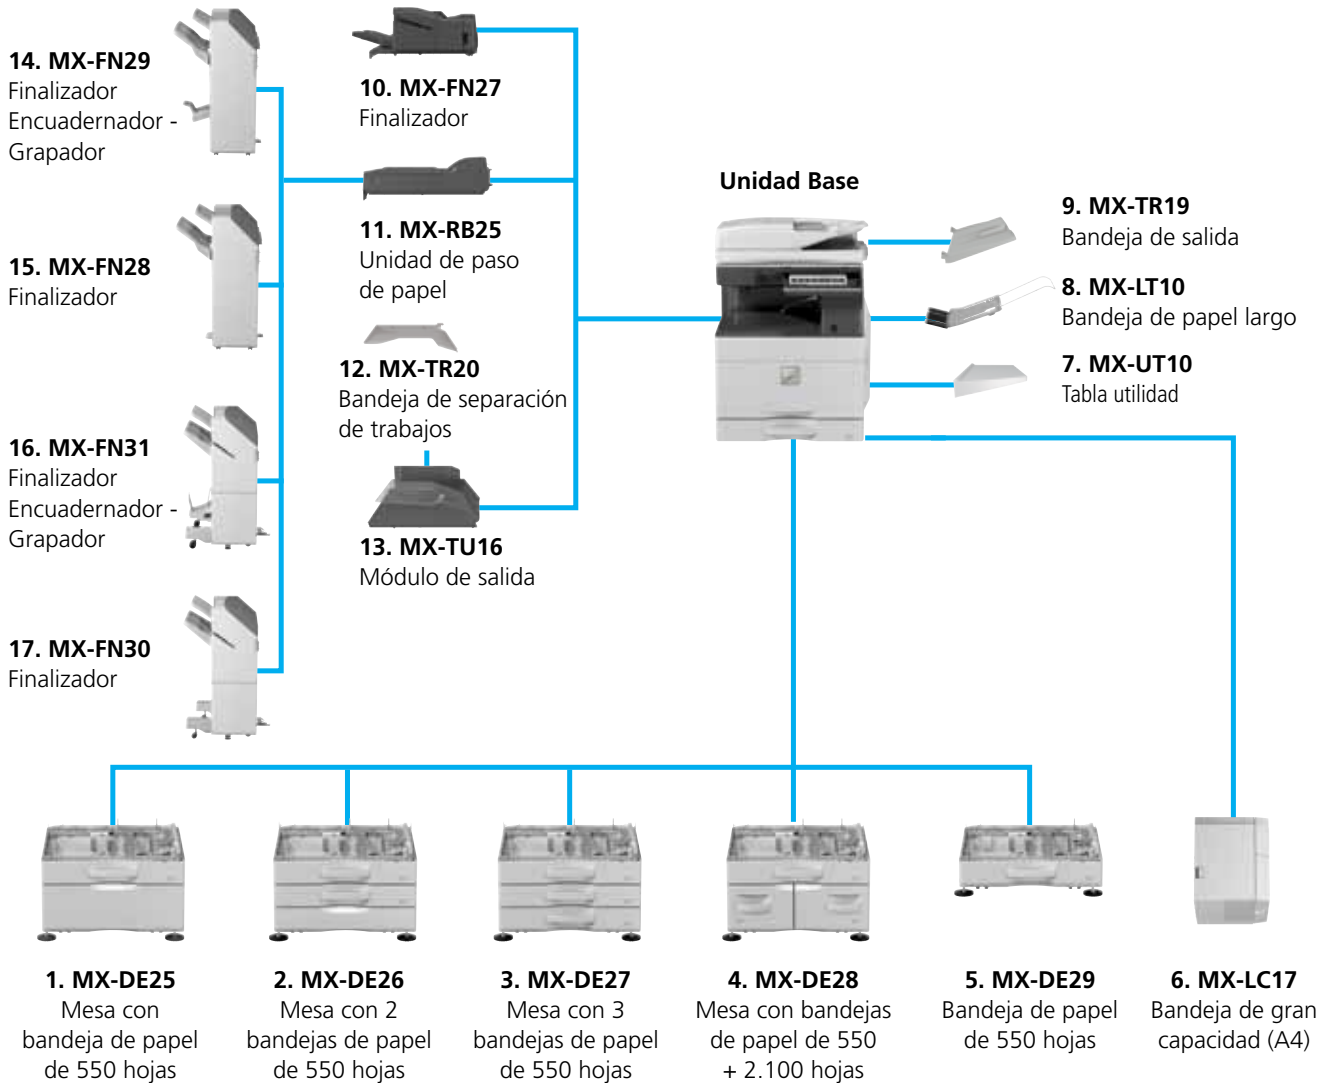 14. MX-FN29
Finalizador
Encuadernador -
Grapador
15. MX-FN28
Finalizador
16. MX-FN31
Finalizador
Encuadernador -
Grapador
17. MX-FN30
Finalizador
10. MX-FN27
Finalizador
11. MX-RB25
Unidad de paso
de papel
12. MX-TR20
Bandeja de separación
de trabajos
13. MX-TU16
Módulo de salida
Unidad Base
9. MX-TR19
Bandeja de salida
8. MX-LT10
Bandeja de papel largo
7. MX-UT10
Tabla utilidad
1. MX-DE25
Mesa con
bandeja de papel
de 550 hojas
2. MX-DE26
Mesa con 2
bandejas de papel
de 550 hojas
3. MX-DE27
Mesa con 3
bandejas de papel
de 550 hojas
4. MX-DE28
Mesa con bandejas
de papel de 550
+ 2.100 hojas
5. MX-DE29
Bandeja de papel
de 550 hojas
6. MX-LC17
Bandeja de gran
capacidad (A4)